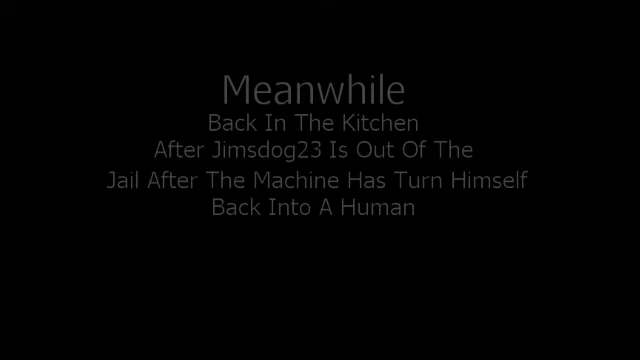 Meanwhile
Back In The Kitchen
After Jimsdog23 Is Out Of The
Jail After The Machine Has Turn Himself
Back Into A Human